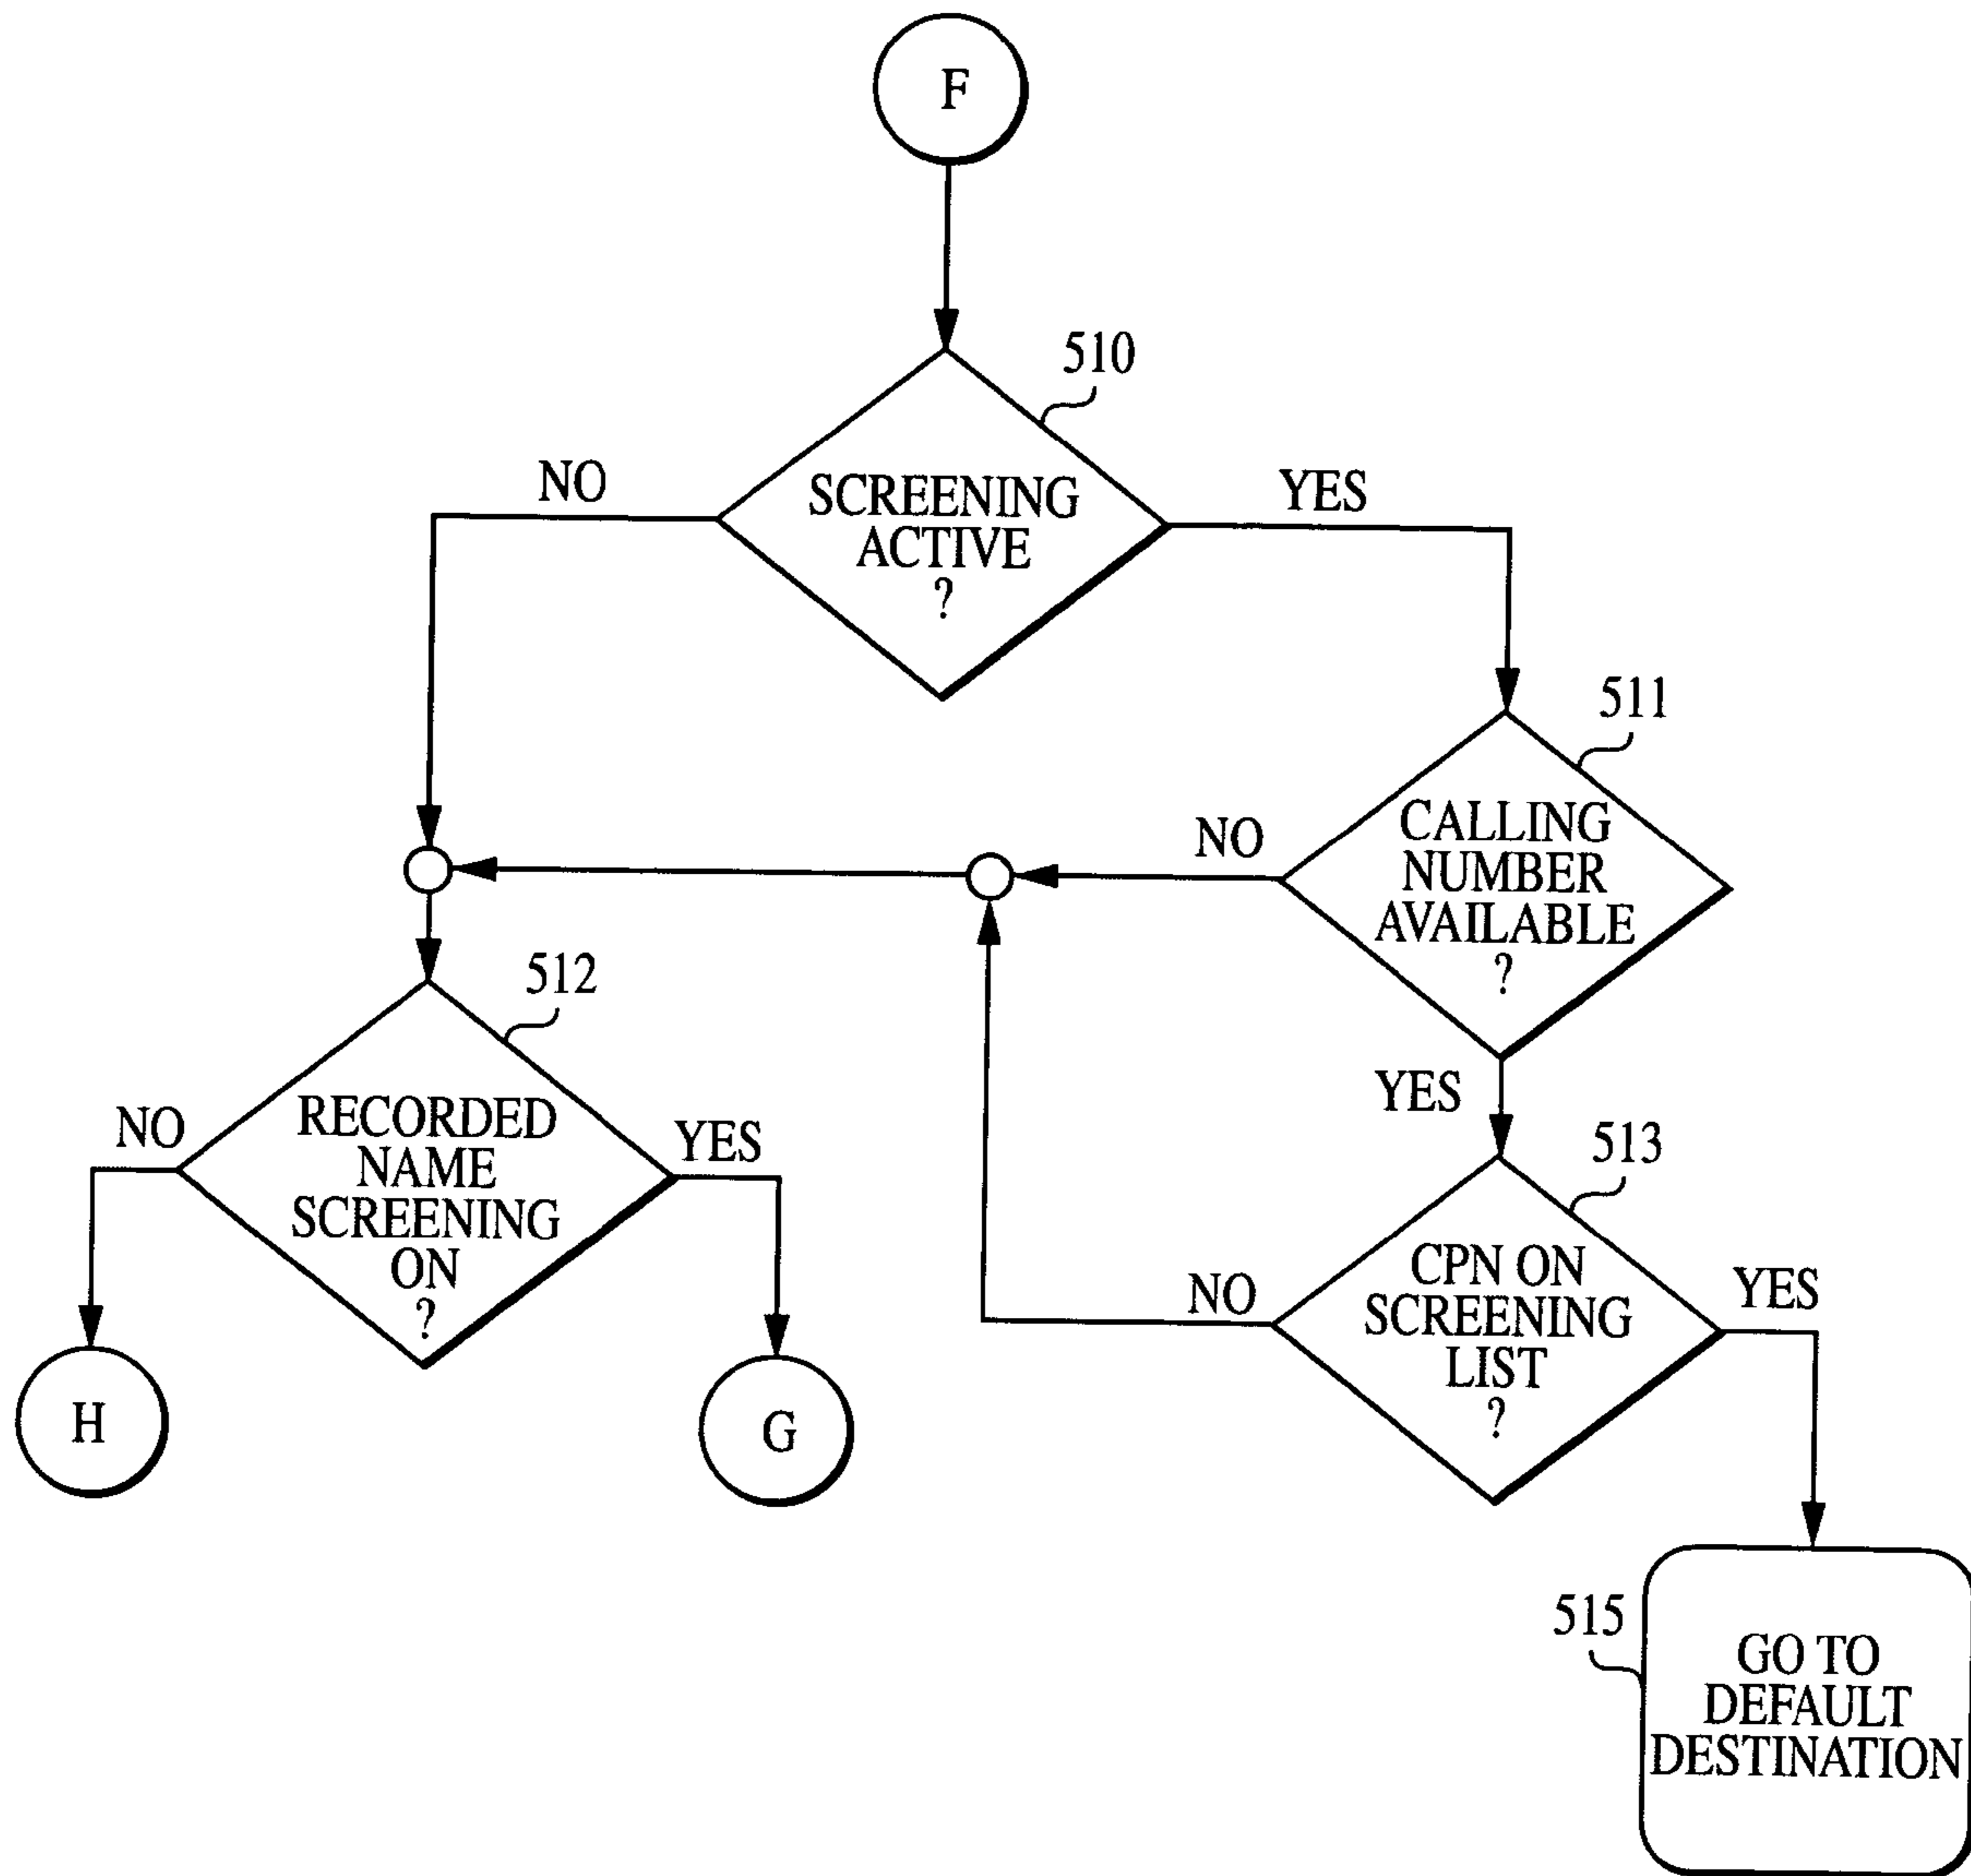 F
510
NO
SCREENING
ACTIVE
?
YES
511
NO
CALLING
NUMBER
AVAILABLE
?
YES
512
NO
RECORDED
NAME
SCREENING
ON
?
YES
513
NO
CPN ON
SCREENING
LIST
?
YES
H
G
515
GO TO
DEFAULT
DESTINATION